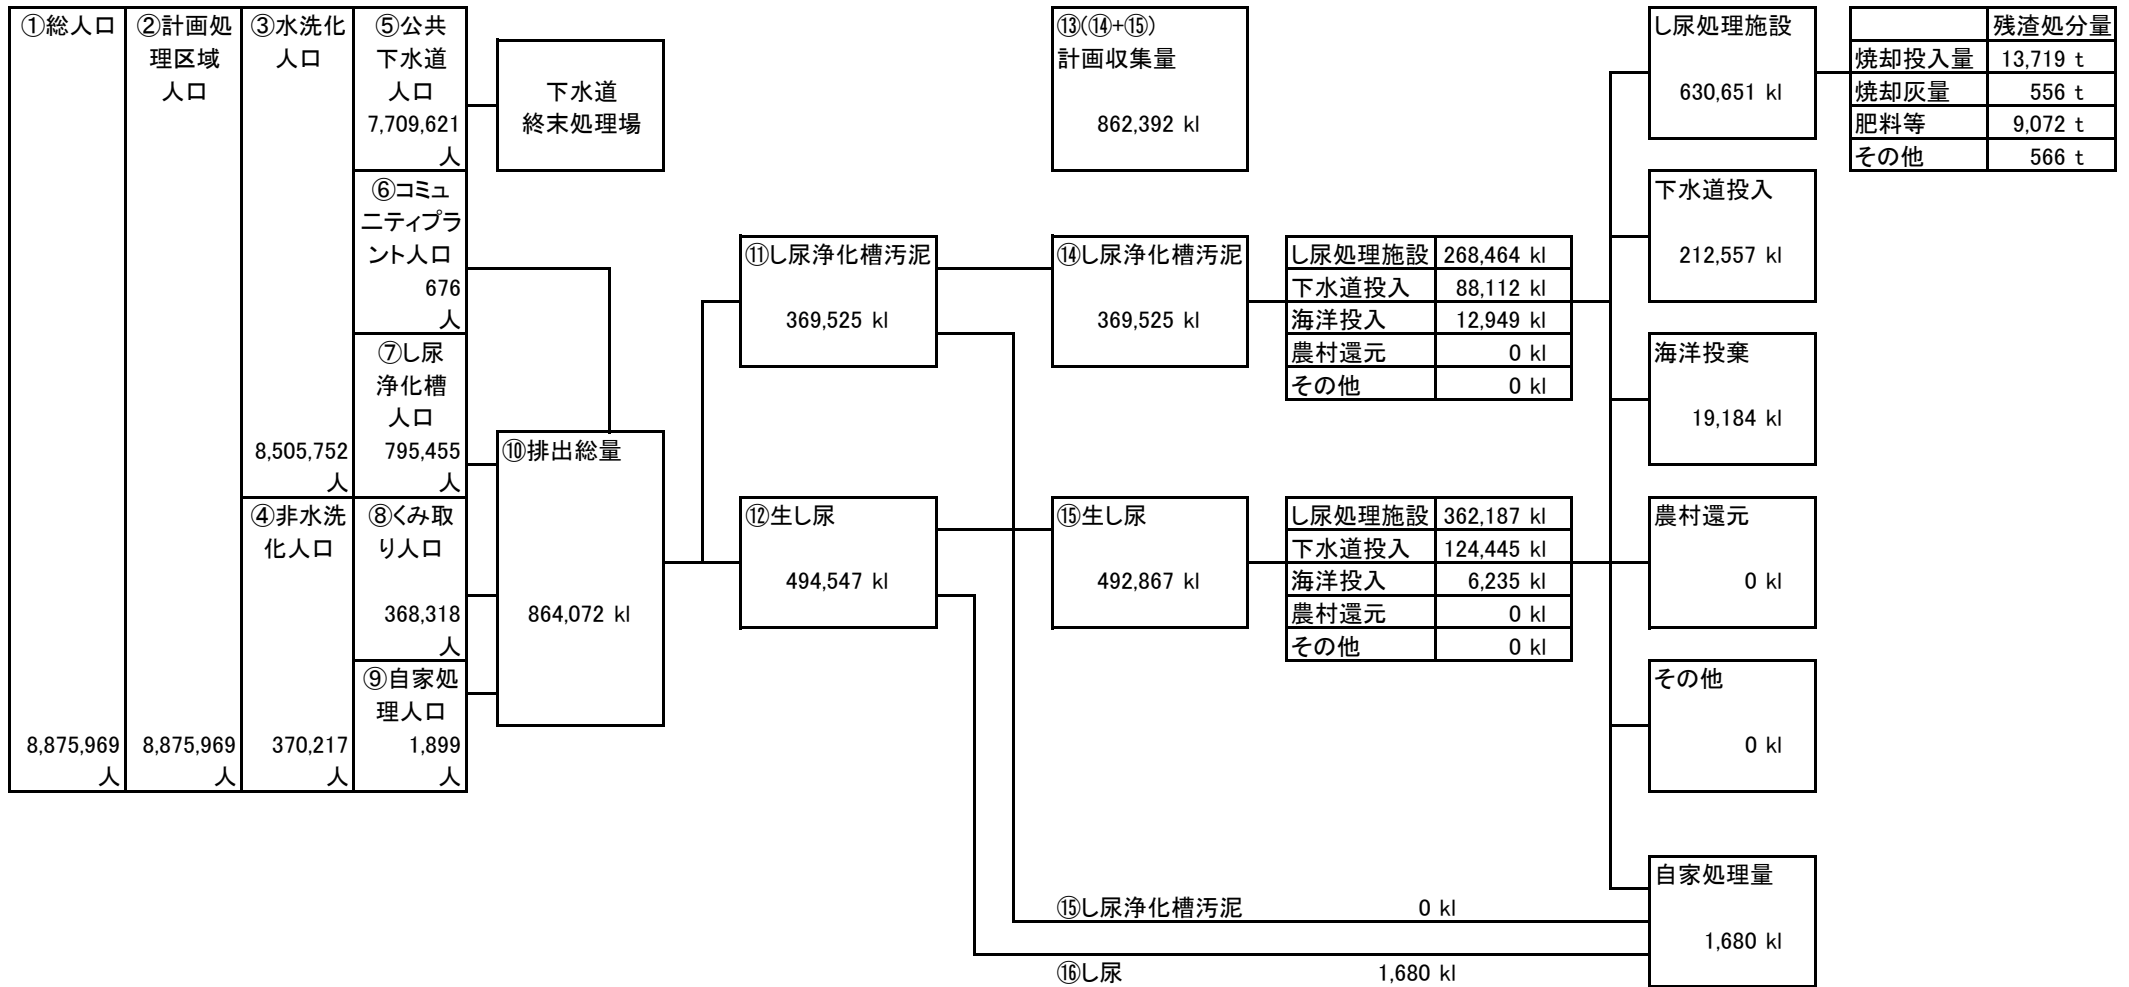 ①総人口
8,875,969
人
②計画処
理区域
人口
8,875,969
人
③水洗化
人口
8,505,752
人
④非水洗
化人口
370,217
人
⑤公共
下水道
人口
7,709,621
人
⑥コミュ
ニティプラ
ント人口
676
人
⑦し尿
浄化槽
人口
795,455
人
⑧くみ取
り人口
368,318
人
⑨自家処
理人口
1,899
人
下水道
終末処理場
⑩排出総量
864,072 kl
⑪し尿浄化槽汚泥
369,525 kl
⑫生し尿
494,547 kl
⑬(⑭+⑮)
計画収集量
862,392 kl
⑭し尿浄化槽汚泥
369,525 kl
し尿処理施設 268,464 kl
下水道投入 88,112 kl
海洋投入 12,949 kl
農村還元 0 kl
その他 0 kl
⑮生し尿
492,867 kl
し尿処理施設 362,187 kl
下水道投入 124,445 kl
海洋投入 6,235 kl
農村還元 0 kl
その他 0 kl
⑮し尿浄化槽汚泥 0 kl
⑯し尿 1,680 kl
し尿処理施設
630,651 kl
下水道投入
212,557 kl
海洋投棄
19,184 kl
農村還元
0 kl
その他
0 kl
自家処理量
1,680 kl
残渣処分量
焼却投入量 13,719 t
焼却灰量 556 t
肥料等 9,072 t
その他 566 t